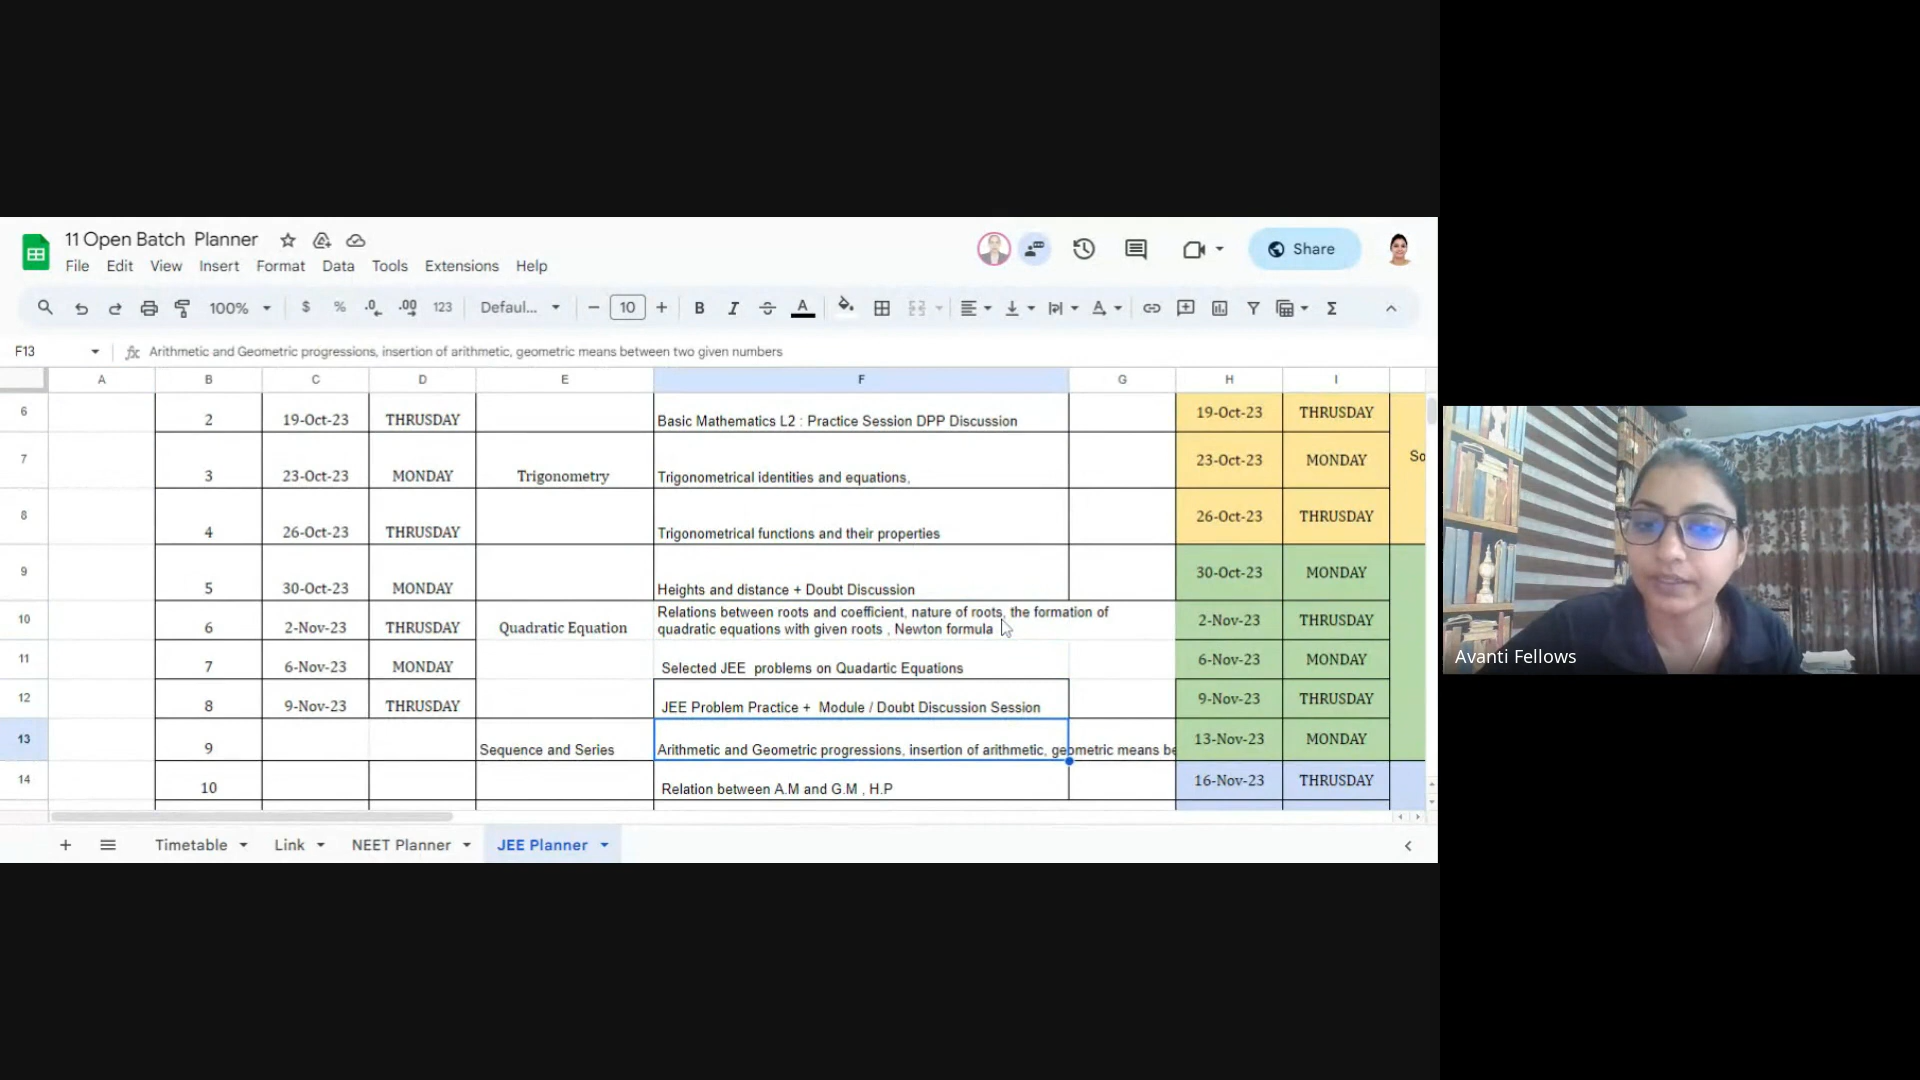 11 Open Batch Planner
File Edit View Insert Format Data Tools Extensions Help
Share
100% $ % .0 .00 123 Defaul... 10 B I A
F13 fx Arithmetic and Geometric progressions, insertion of arithmetic, geometric means between two given numbers
A B C D E F G H I
6 2 19-Oct-23 THRUSDAY Basic Mathematics L2 : Practice Session DPP Discussion 19-Oct-23 THRUSDAY
7 3 23-Oct-23 MONDAY Trigonometry Trigonometrical identities and equations, 23-Oct-23 MONDAY So
8 4 26-Oct-23 THRUSDAY Trigonometrical functions and their properties 26-Oct-23 THRUSDAY
9 5 30-Oct-23 MONDAY Heights and distance + Doubt Discussion 30-Oct-23 MONDAY
10 6 2-Nov-23 THRUSDAY Quadratic Equation Relations between roots and coefficient, nature of roots, the formation of
quadratic equations with given roots , Newton formula 2-Nov-23 THRUSDAY
11 7 6-Nov-23 MONDAY Selected JEE problems on Quadartic Equations 6-Nov-23 MONDAY
12 8 9-Nov-23 THRUSDAY JEE Problem Practice + Module / Doubt Discussion Session 9-Nov-23 THRUSDAY
13 9 Sequence and Series Arithmetic and Geometric progressions, insertion of arithmetic, geometric means be 13-Nov-23 MONDAY
14 10 Relation between A.M and G.M , H.P 16-Nov-23 THRUSDAY
Timetable Link NEET Planner JEE Planner
Avanti Fellows